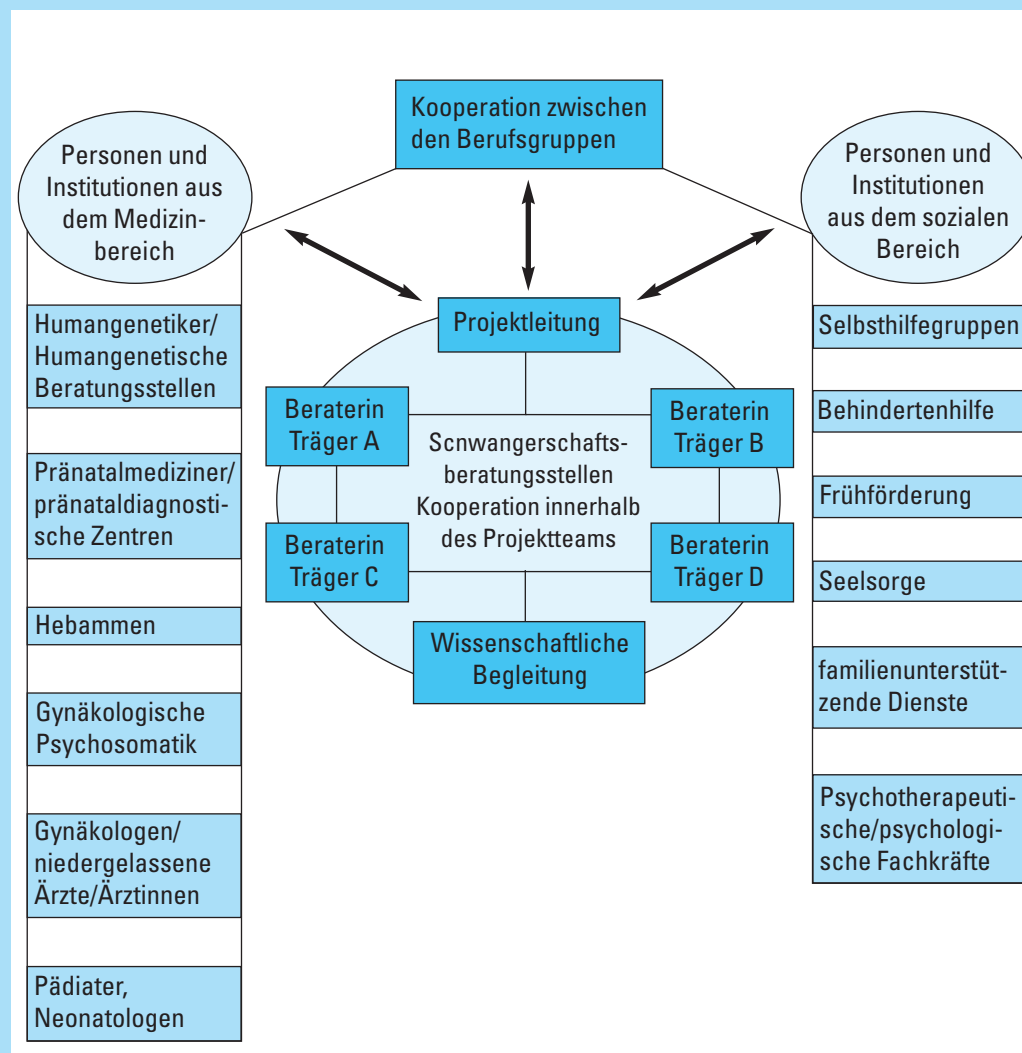 Kooperation zwischen
den Berufsgruppen
Personen und
Institutionen aus
dem Medizin-
bereich
Personen und
Institutionen
aus dem sozialen
Bereich
Humangenetiker/
Humangenetische
Beratungsstellen
Pränatalmediziner/
pränataldiagnosti-
sche Zentren
Hebammen
Gynäkologische
Psychosomatik
Gynäkologen/
niedergelassene
Ärzte/Ärztinnen
Pädiater,
Neonatologen
Projektleitung
Beraterin
Träger A
Beraterin
Träger B
Scnwangerschafts-
beratungsstellen
Kooperation innerhalb
des Projektteams
Beraterin
Träger C
Beraterin
Träger D
Wissenschaftliche
Begleitung
Selbsthilfegruppen
Behindertenhilfe
Frühförderung
Seelsorge
familienunterstüt-
zende Dienste
Psychotherapeuti-
sche/psychologi-
sche Fachkräfte